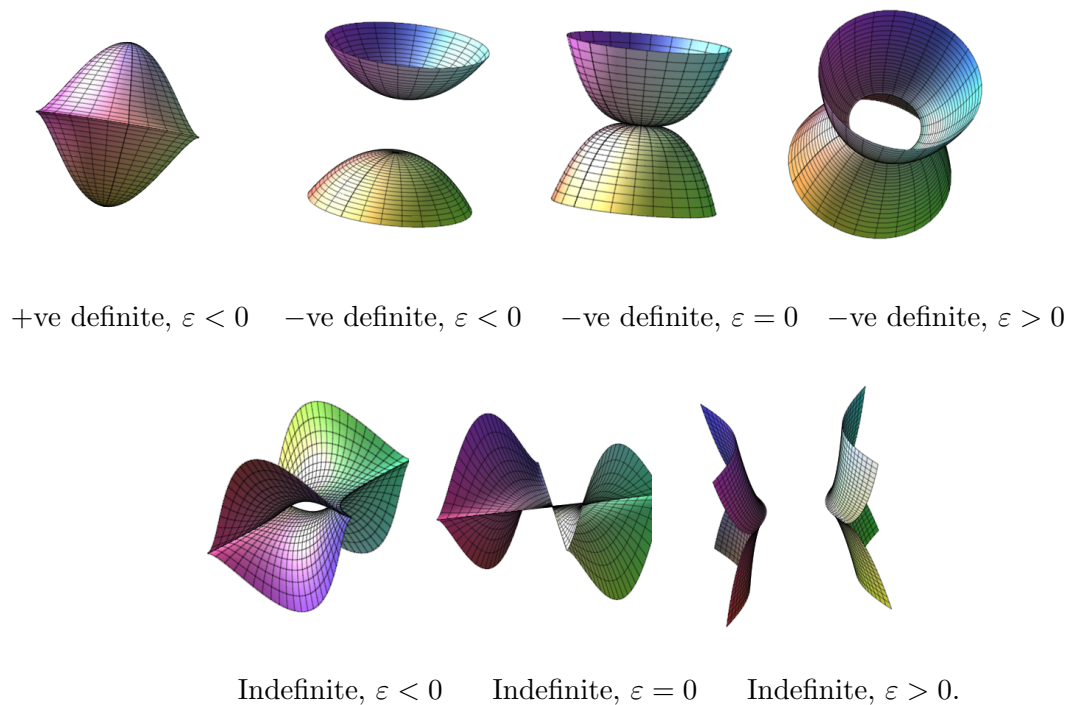 +ve definite, ε < 0 −ve definite, ε < 0 −ve definite, ε = 0 −ve definite, ε > 0
Indefinite, ε < 0 Indefinite, ε = 0 Indefinite, ε > 0.